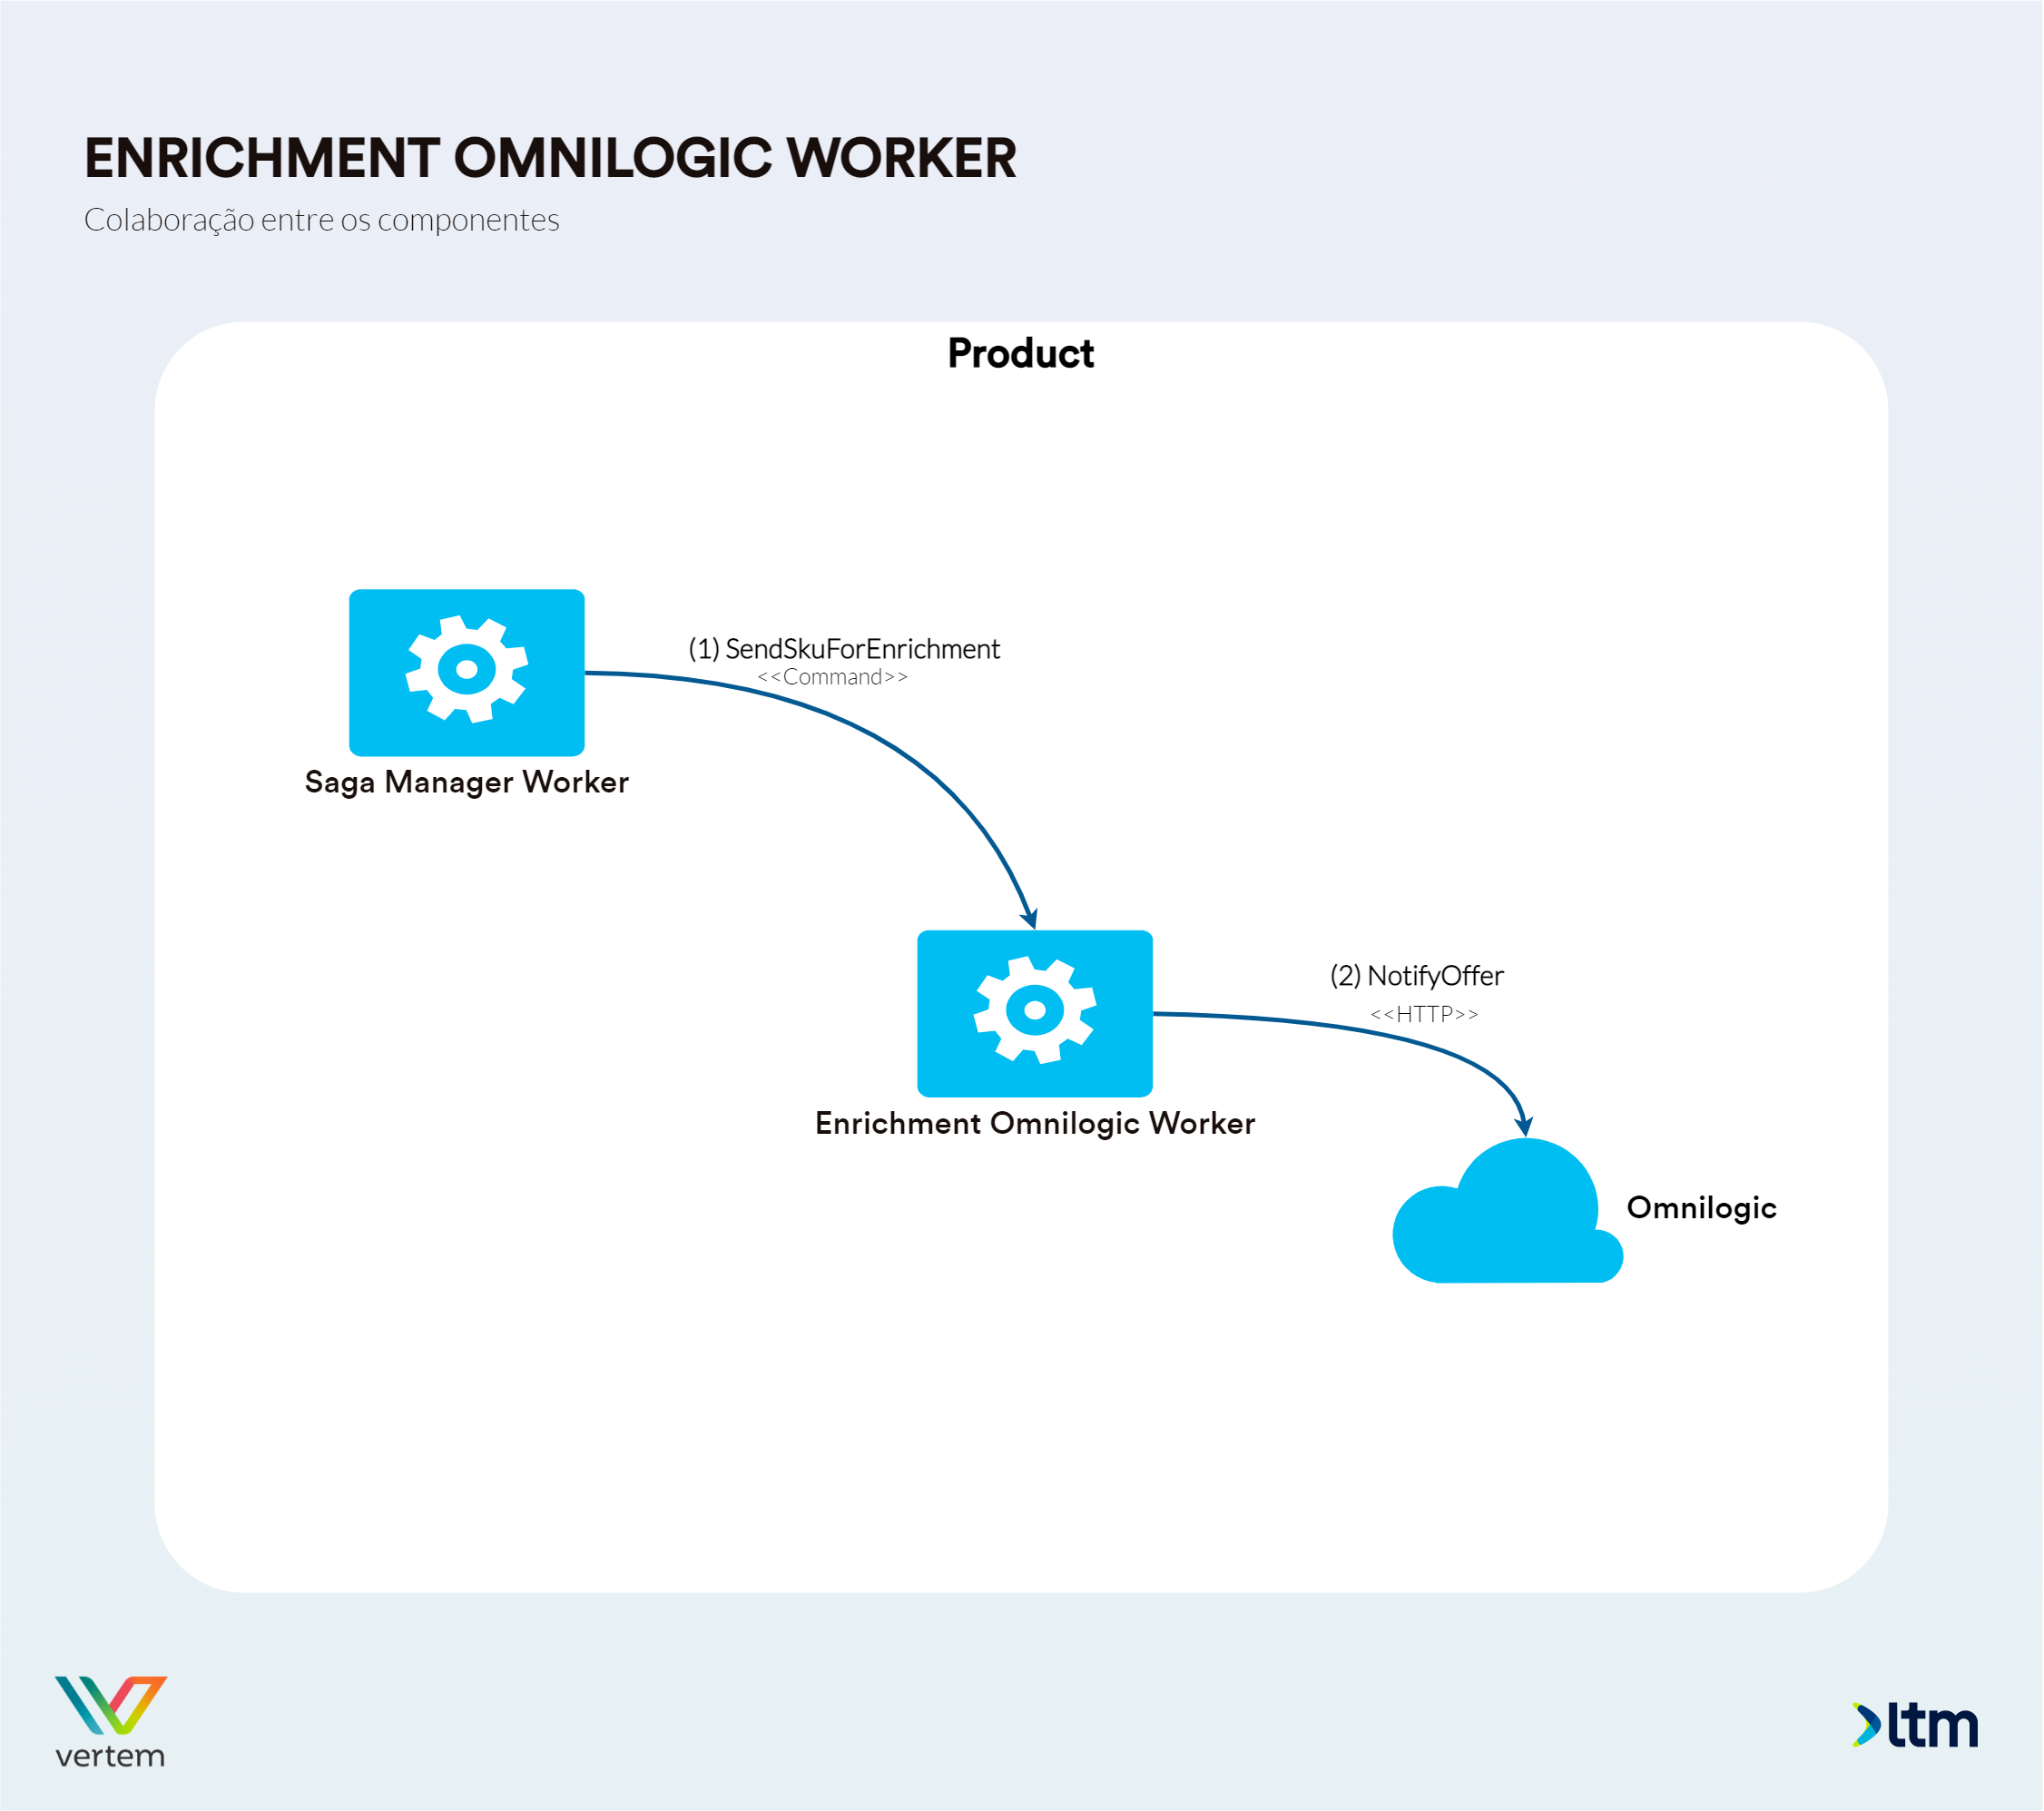 ENRICHMENT OMNILOGIC WORKER
Colaboração entre os componentes
Product
(1) SendSkuForEnrichment
<<Command>>
Saga Manager Worker
(2) NotifyOffer
<<HTTP>>
Enrichment Omnilogic Worker
Omnilogic
vertem
ltm